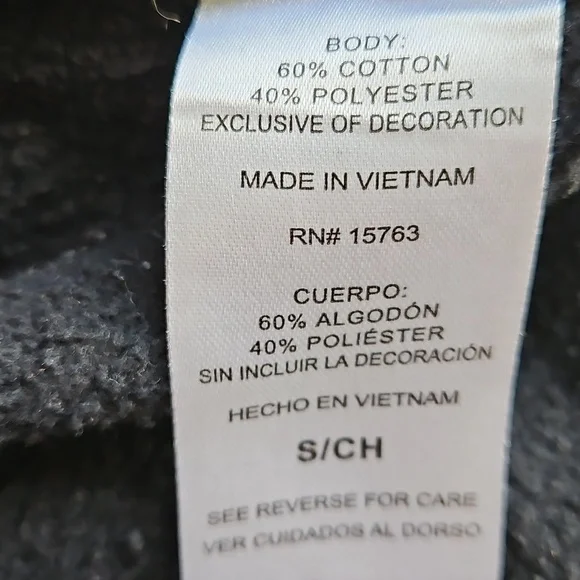 BODY:
60% COTTON
40% POLYESTER
EXCLUSIVE OF DECORATION
MADE IN VIETNAM
RN# 15763
CUERPO:
60% ALGODÓN
40% POLIÉSTER
SIN INCLUIR LA DECORACIÓN
HECHO EN VIETNAM
S/CH
SEE REVERSE FOR CARE
VER CUIDADOS AL DORSO